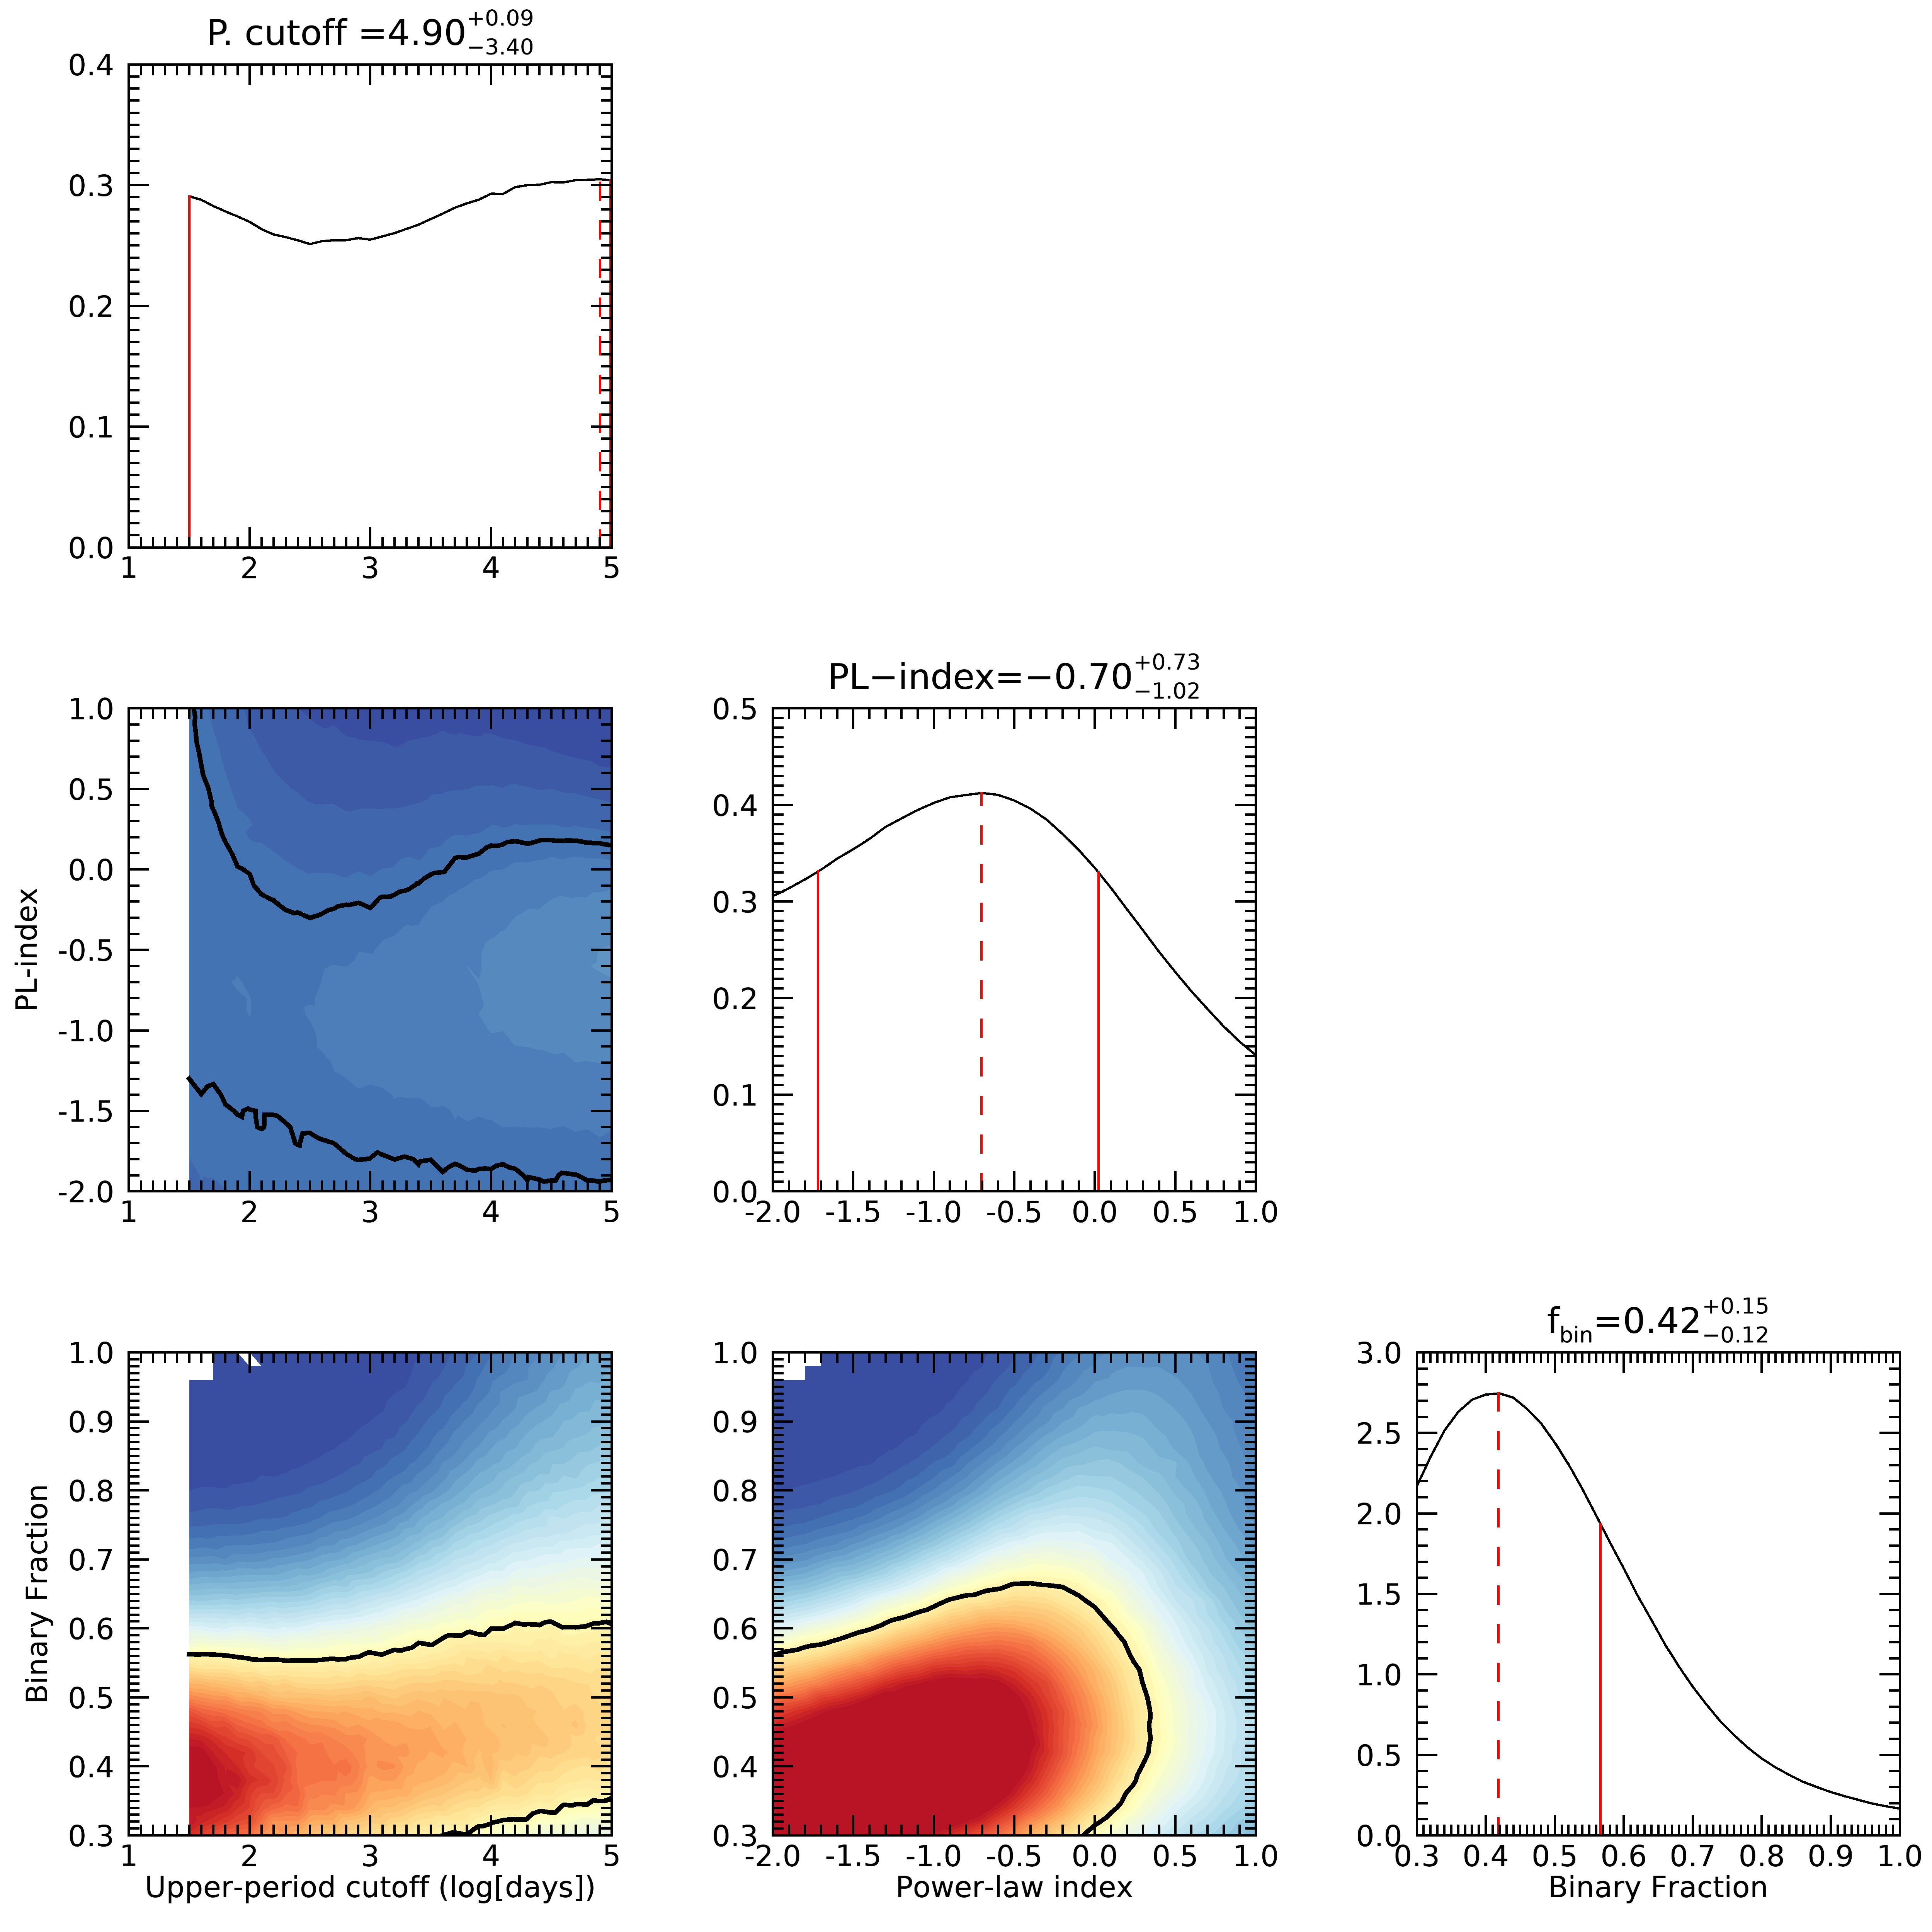 P. cutoff =4.90 +0.09 −3.40
0.4
0.3
0.2
0.1
0.0
1 2 3 4 5
PL−index=−0.70 +0.73 −1.02
PL-index
1.0
0.5
0.0
-0.5
-1.0
-1.5
-2.0
1 2 3 4 5
0.5
0.4
0.3
0.2
0.1
0.0
-2.0 -1.5 -1.0 -0.5 0.0 0.5 1.0
f bin =0.42 +0.15 −0.12
Binary Fraction
1.0
0.9
0.8
0.7
0.6
0.5
0.4
0.3
1 2 3 4 5
Upper-period cutoff (log[days])
1.0
0.9
0.8
0.7
0.6
0.5
0.4
0.3
-2.0 -1.5 -1.0 -0.5 0.0 0.5 1.0
Power-law index
3.0
2.5
2.0
1.5
1.0
0.5
0.0
0.3 0.4 0.5 0.6 0.7 0.8 0.9 1.0
Binary Fraction